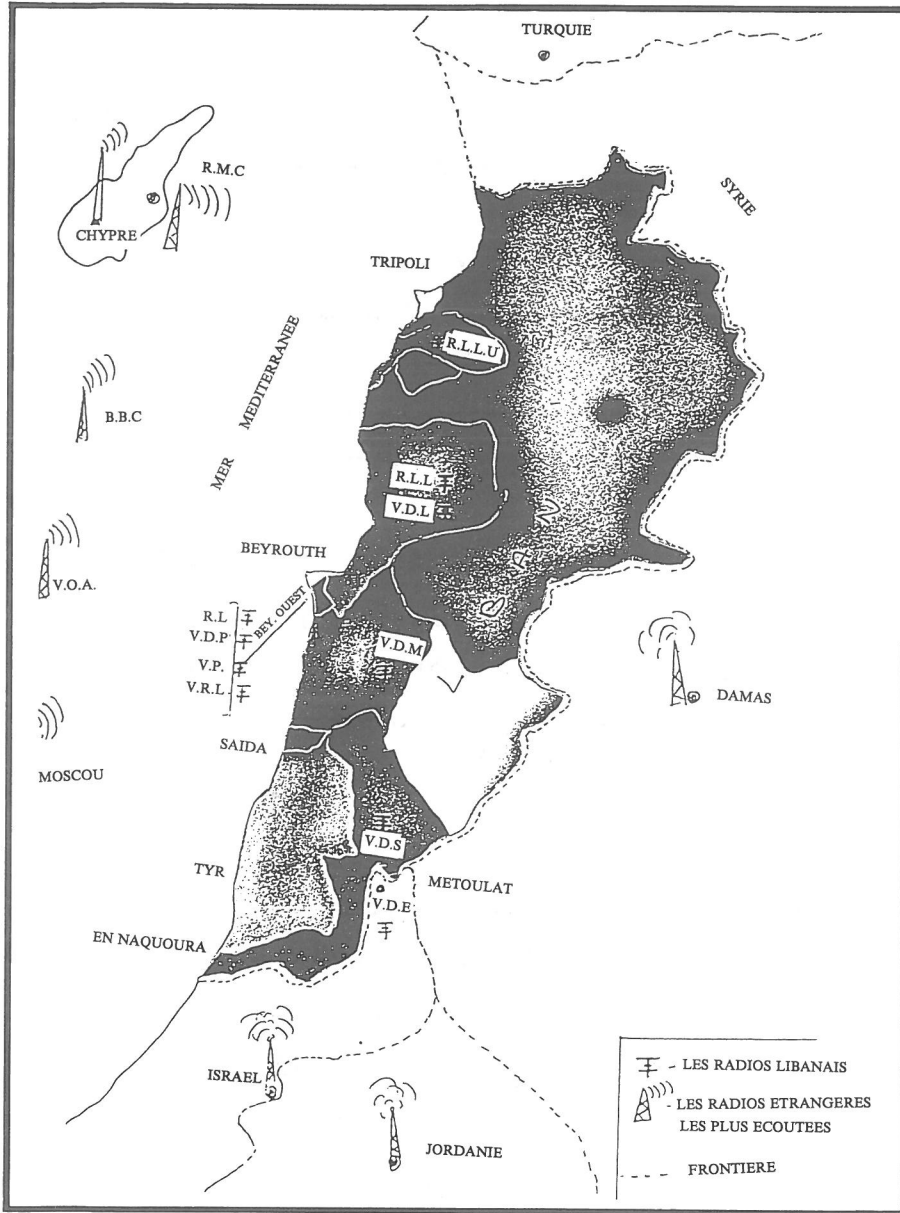 TURQUIE
SYRIE
R.M.C
CHYPRE
TRIPOLI
R.L.L.U
MER MEDITERRANEE
B.B.C
R.L.L
V.D.L
BEYROUTH
V.O.A.
BEY. OUEST
R.L
V.D.P
V.P.
V.R.L
V.D.M
DAMAS
SAIDA
MOSCOU
V.D.S
TYR
METOULAT
V.D.E
EN NAQUOURA
ISRAEL
JORDANIE
- LES RADIOS LIBANAIS
- LES RADIOS ETRANGERES
LES PLUS ECOUTEES
FRONTIERE